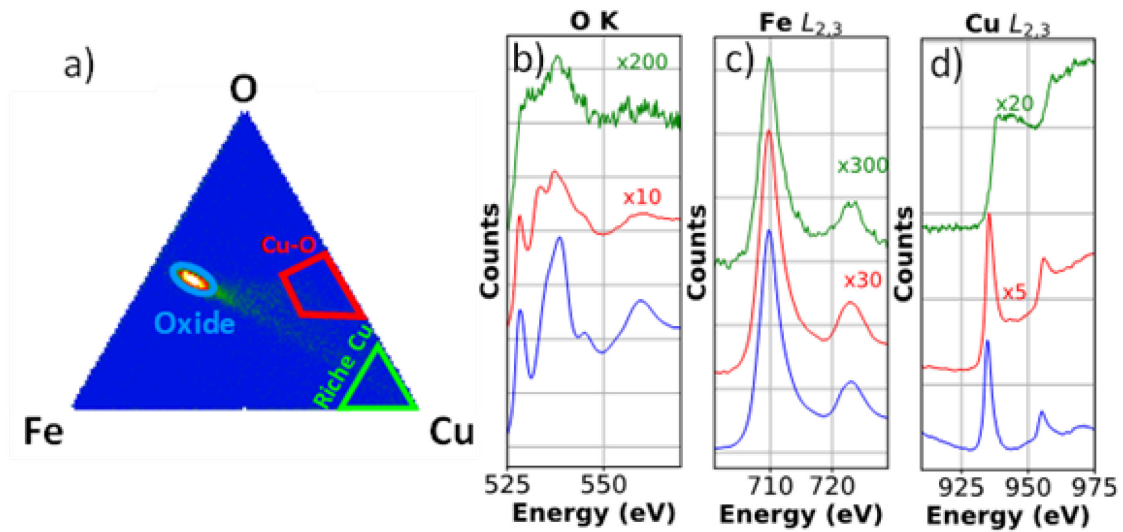 a)
O
Cu-O
Oxide
Riche Cu
Fe
Cu
O K
b)
x200
x10
Counts
525
550
Energy (eV)
Fe L2,3
c)
x300
x30
Counts
710
720
Energy (eV)
Cu L2,3
d)
x20
x5
Counts
925
950
975
Energy (eV)